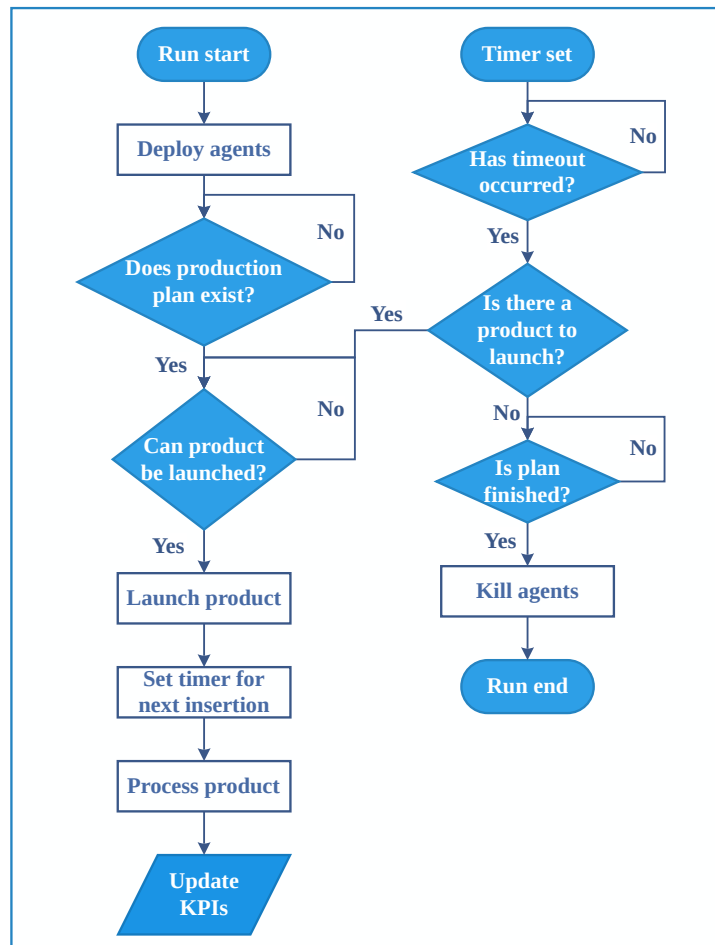 Run start
Deploy agents
No
Does production
plan exist?
Yes
No
Can product
be launched?
Yes
Launch product
Set timer for
next insertion
Process product
Update
KPIs
Timer set
No
Has timeout
occurred?
Yes
Yes
Is there a
product to
launch?
No
No
Is plan
finished?
Yes
Kill agents
Run end